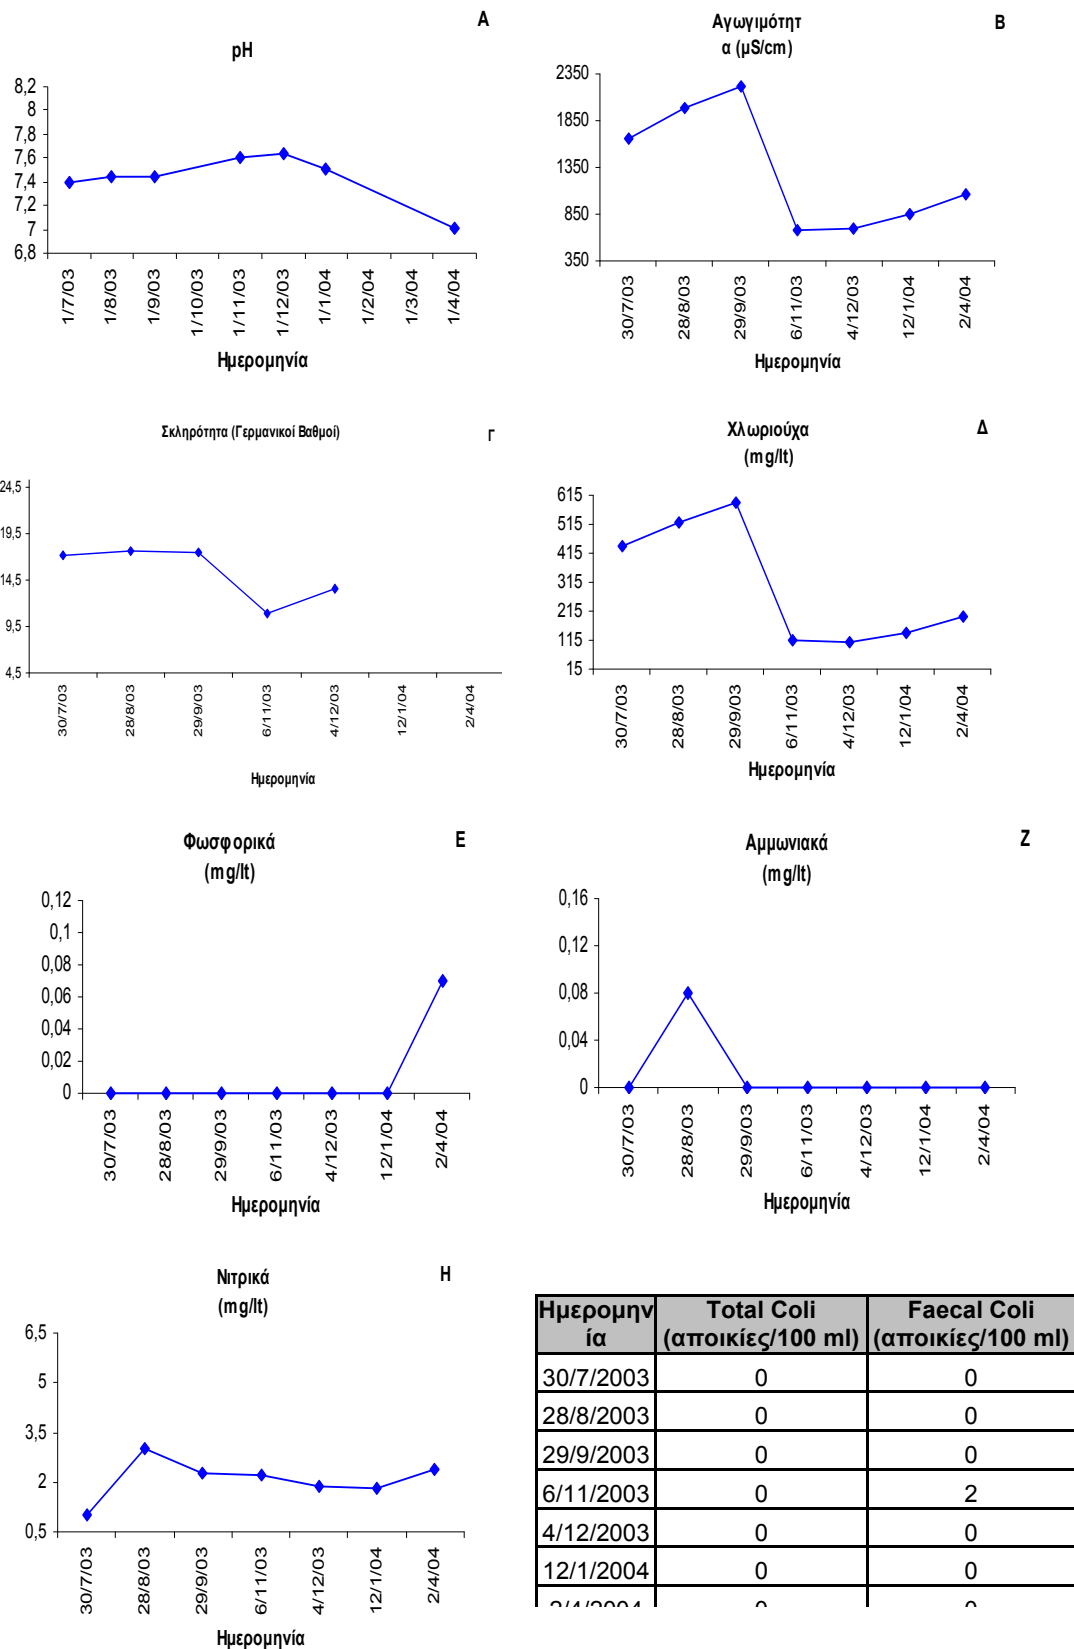 Α
pH
8,2
8
7,8
7,6
7,4
7,2
7
6,8
1/7/03
1/8/03
1/9/03
1/10/03
1/11/03
1/12/03
1/1/04
1/2/04
1/3/04
1/4/04
Ημερομηνία
Β
Αγωγιμότητ
α (μS/cm)
2350
1850
1350
850
350
30/7/03
28/8/03
29/9/03
6/11/03
4/12/03
12/1/04
2/4/04
Ημερομηνία
Σκληρότητα (Γερμανικοί Βαθμοί)
Γ
24,5
19,5
14,5
9,5
4,5
30/7/03
28/8/03
29/9/03
6/11/03
4/12/03
12/1/04
2/4/04
Ημερομηνία
Χλωριούχα
(mg/lt)
Δ
615
515
415
315
215
115
15
30/7/03
28/8/03
29/9/03
6/11/03
4/12/03
12/1/04
2/4/04
Ημερομηνία
Φωσφορικά
(mg/lt)
Ε
0,12
0,1
0,08
0,06
0,04
0,02
0
30/7/03
28/8/03
29/9/03
6/11/03
4/12/03
12/1/04
2/4/04
Ημερομηνία
Αμμωνιακά
(mg/lt)
Ζ
0,16
0,12
0,08
0,04
0
30/7/03
28/8/03
29/9/03
6/11/03
4/12/03
12/1/04
2/4/04
Ημερομηνία
Νιτρικά
(mg/lt)
Η
6,5
5
3,5
2
0,5
30/7/03
28/8/03
29/9/03
6/11/03
4/12/03
12/1/04
2/4/04
Ημερομηνία
Ημερομην Total Coli Faecal Coli
ία (αποικίες/100 ml) (αποικίες/100 ml)
30/7/2003 0 0
28/8/2003 0 0
29/9/2003 0 0
6/11/2003 0 2
4/12/2003 0 0
12/1/2004 0 0
2/4/2004 0 0